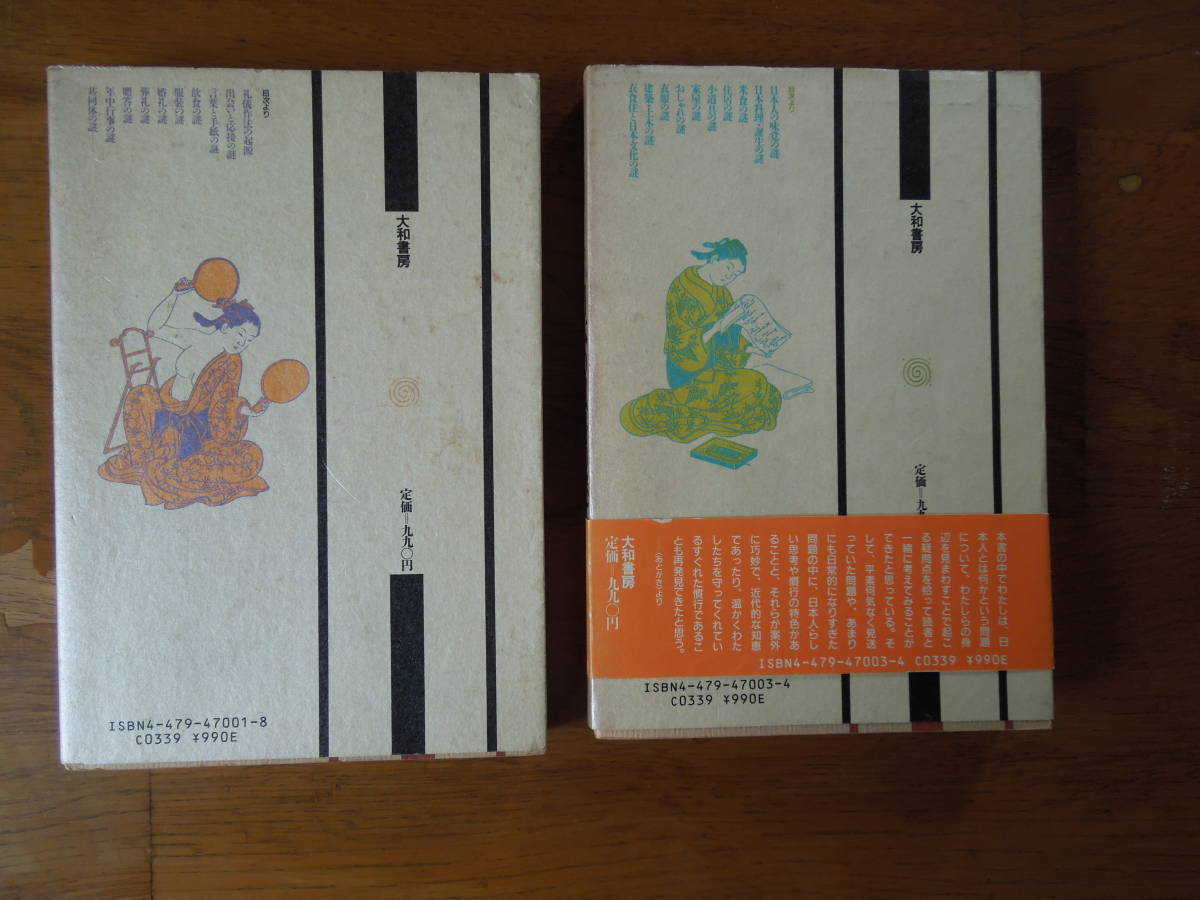 目次より
礼儀作法の起源
出会いと応接の謎
言葉と手紙の謎
飲食の謎
服装の謎
婚礼の謎
葬礼の謎
贈答の謎
年中行事の謎
共同体の謎
大和書房
定価=九九〇円
ISBN4-479-47001-8
C0339 ¥990E
目次より
日本人の味覚の謎
日本料理・誕生の謎
米食の謎
住居の謎
小道具の謎
家屋の謎
おしゃれの謎
衣服の謎
建築・土木の謎
衣食住と日本文化の謎
大和書房
定価=九九
本書の中でわたしは、日
本人とは何かという問題
について、わたしらの身
辺を見まわすことで起こ
る疑問点を拾って読者と
一緒に考えてみることが
できたと思っている。そ
して、平素何気なく発送
っていた問題や、あまり
にも日常的になりすぎた
問題の中に、日本人らし
い思考や慣行の特色があ
ることと、それらが案外
に巧妙で、近代的な知恵
であったり、温かくわた
したちを守ってくれてい
るすぐれた慣行であるこ
とも再発見できたと思う。
(あとがきより)
大和書房
定価 九九〇円
ISBN4-479-47003-4 C0339 ¥990E
ISBN4-479-47003-4
C0339 ¥990E